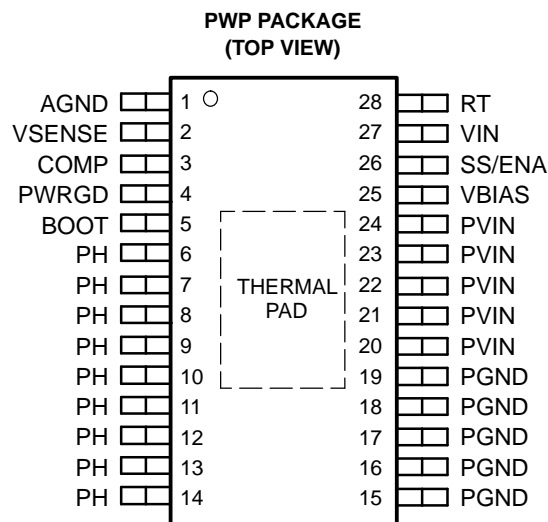 PWP PACKAGE
(TOP VIEW)
AGND 1 28 RT
VSENSE 2 27 VIN
COMP 3 26 SS/ENA
PWRGD 4 25 VBIAS
BOOT 5 24 PVIN
PH 6 23 PVIN
PH 7 THERMAL 22 PVIN
PH 8 PAD 21 PVIN
PH 9 20 PVIN
PH 10 19 PGND
PH 11 18 PGND
PH 12 17 PGND
PH 13 16 PGND
PH 14 15 PGND